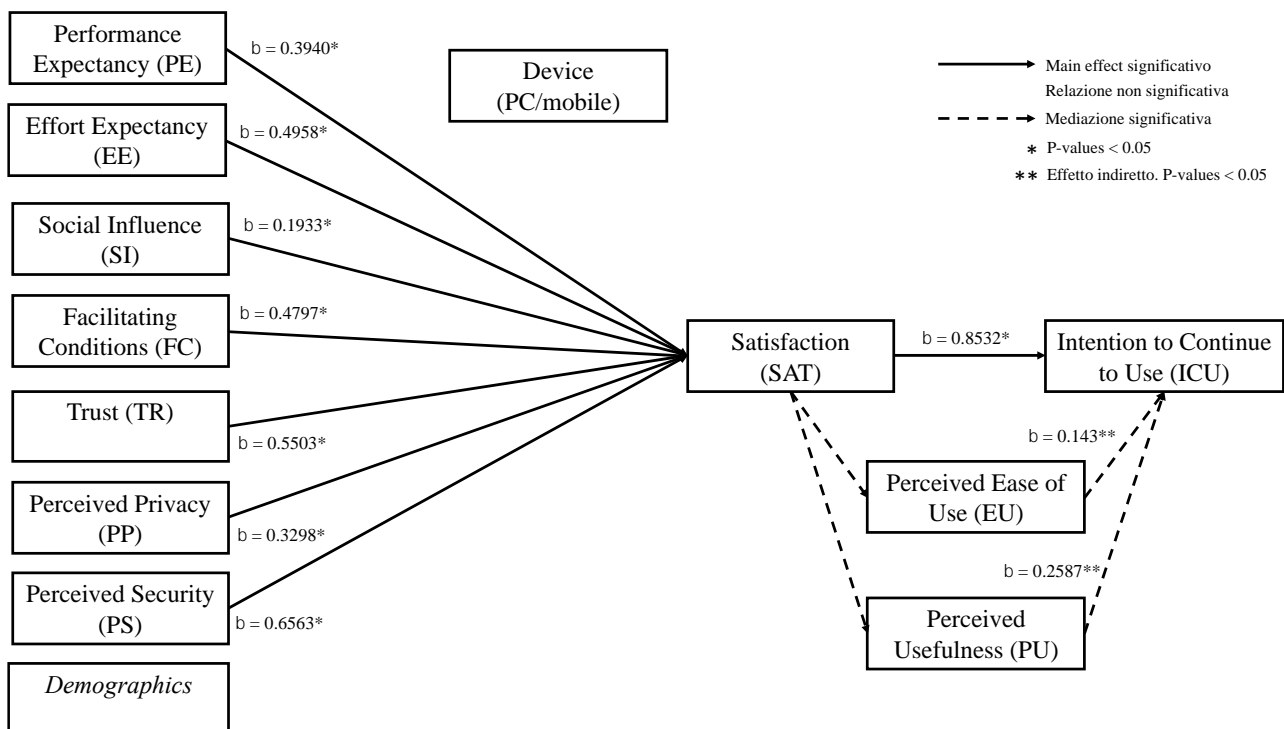 Performance
Expectancy (PE)
b = 0.3940*
Device
(PC/mobile)
Main effect significativo
Relazione non significativa
Mediazione significativa
* P-values < 0.05
** Effetto indiretto. P-values < 0.05
Effort Expectancy
(EE)
b = 0.4958*
Social Influence
(SI)
b = 0.1933*
Facilitating
Conditions (FC)
b = 0.4797*
Trust (TR)
b = 0.5503*
Perceived Privacy
(PP)
b = 0.3298*
Perceived Security
(PS)
b = 0.6563*
Demographics
Satisfaction
(SAT)
b = 0.8532*
Intention to Continue
to Use (ICU)
b = 0.143**
Perceived Ease of
Use (EU)
b = 0.2587**
Perceived
Usefulness (PU)